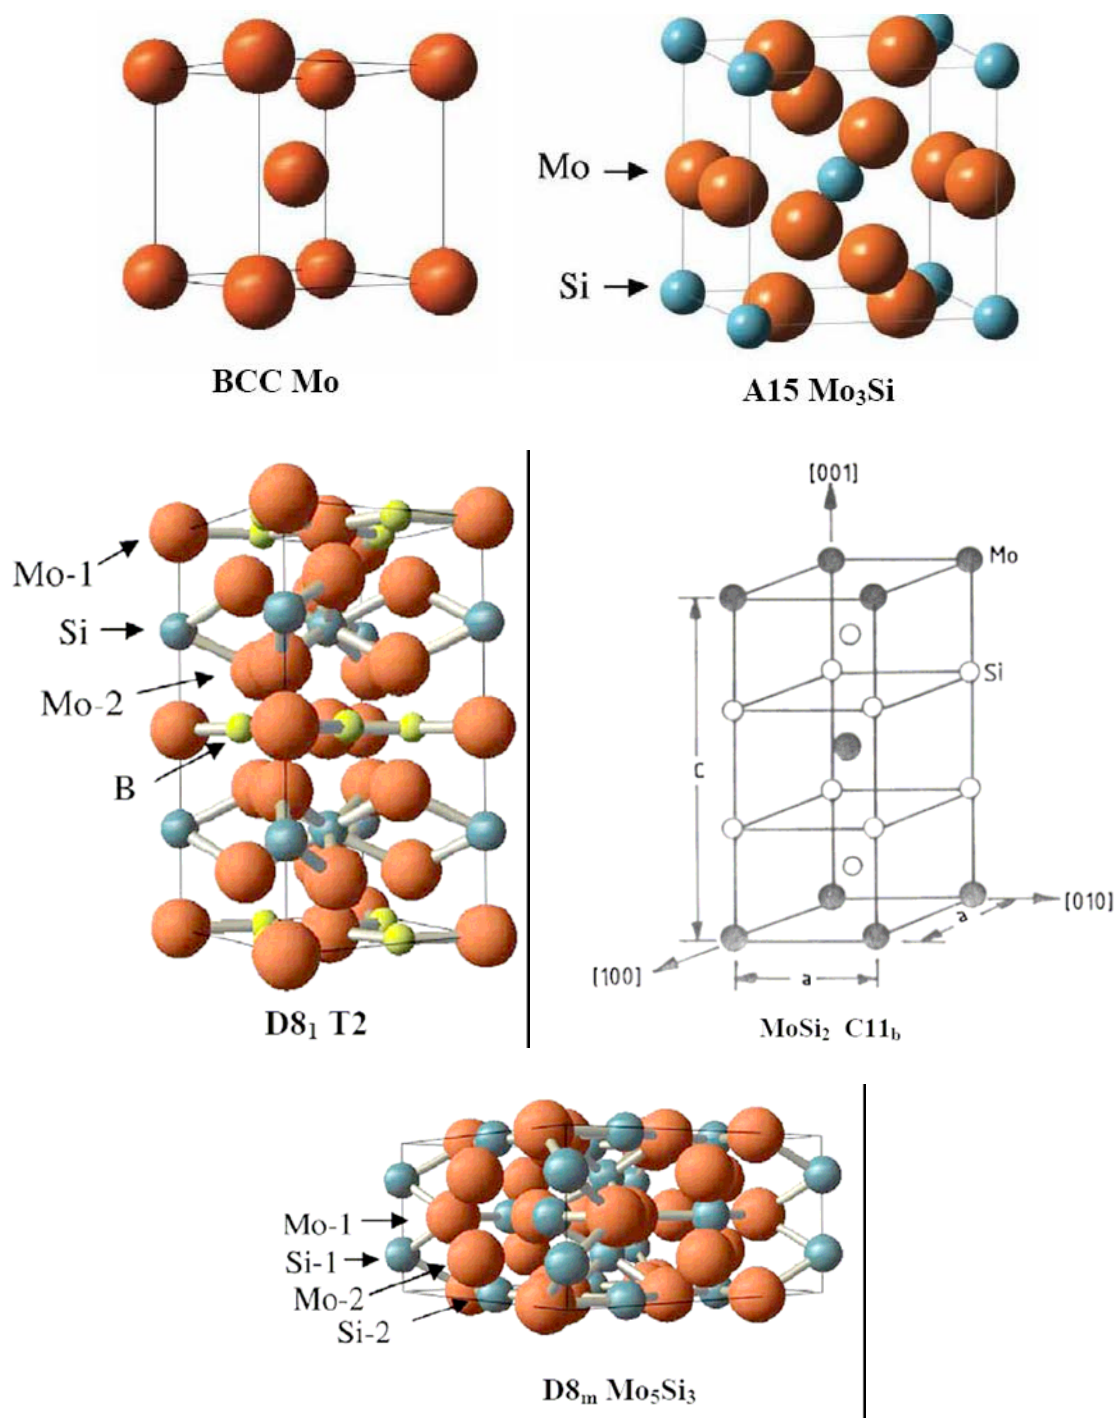 Mo
Si
BCC Mo
A15 Mo₃Si
Mo-1
Si
Mo-2
B
D8₁ T2
[001]
Mo
Si
c
[010]
a
[100]
a
MoSi₂ C11b
Mo-1
Si-1
Mo-2
Si-2
D8ₘ Mo₅Si₃